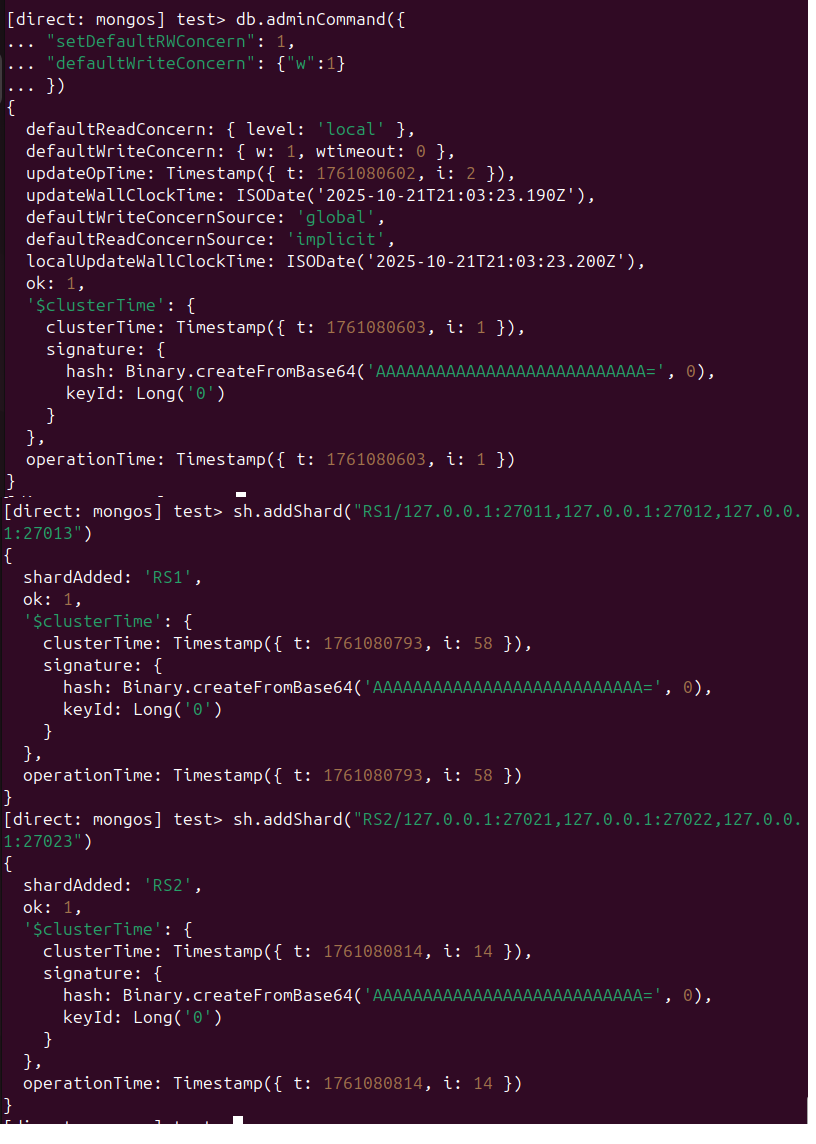 [direct: mongos] test> db.adminCommand({
... "setDefaultRWConcern": 1,
... "defaultWriteConcern": {"w":1}
... })
{
  defaultReadConcern: { level: 'local' },
  defaultWriteConcern: { w: 1, wtimeout: 0 },
  updateOpTime: Timestamp({ t: 1761080602, i: 2 }),
  updateWallClockTime: ISODate('2025-10-21T21:03:23.190Z'),
  defaultWriteConcernSource: 'global',
  defaultReadConcernSource: 'implicit',
  localUpdateWallClockTime: ISODate('2025-10-21T21:03:23.200Z'),
  ok: 1,
  '$clusterTime': {
    clusterTime: Timestamp({ t: 1761080603, i: 1 }),
    signature: {
      hash: Binary.createFromBase64('AAAAAAAAAAAAAAAAAAAAAAAAAAA=', 0),
      keyId: Long('0')
    }
  },
  operationTime: Timestamp({ t: 1761080603, i: 1 })
}
[direct: mongos] test> sh.addShard("RS1/127.0.0.1:27011,127.0.0.1:27012,127.0.0.
1:27013")
{
  shardAdded: 'RS1',
  ok: 1,
  '$clusterTime': {
    clusterTime: Timestamp({ t: 1761080793, i: 58 }),
    signature: {
      hash: Binary.createFromBase64('AAAAAAAAAAAAAAAAAAAAAAAAAAA=', 0),
      keyId: Long('0')
    }
  },
  operationTime: Timestamp({ t: 1761080793, i: 58 })
}
[direct: mongos] test> sh.addShard("RS2/127.0.0.1:27021,127.0.0.1:27022,127.0.0.
1:27023")
{
  shardAdded: 'RS2',
  ok: 1,
  '$clusterTime': {
    clusterTime: Timestamp({ t: 1761080814, i: 14 }),
    signature: {
      hash: Binary.createFromBase64('AAAAAAAAAAAAAAAAAAAAAAAAAAA=', 0),
      keyId: Long('0')
    }
  },
  operationTime: Timestamp({ t: 1761080814, i: 14 })
}